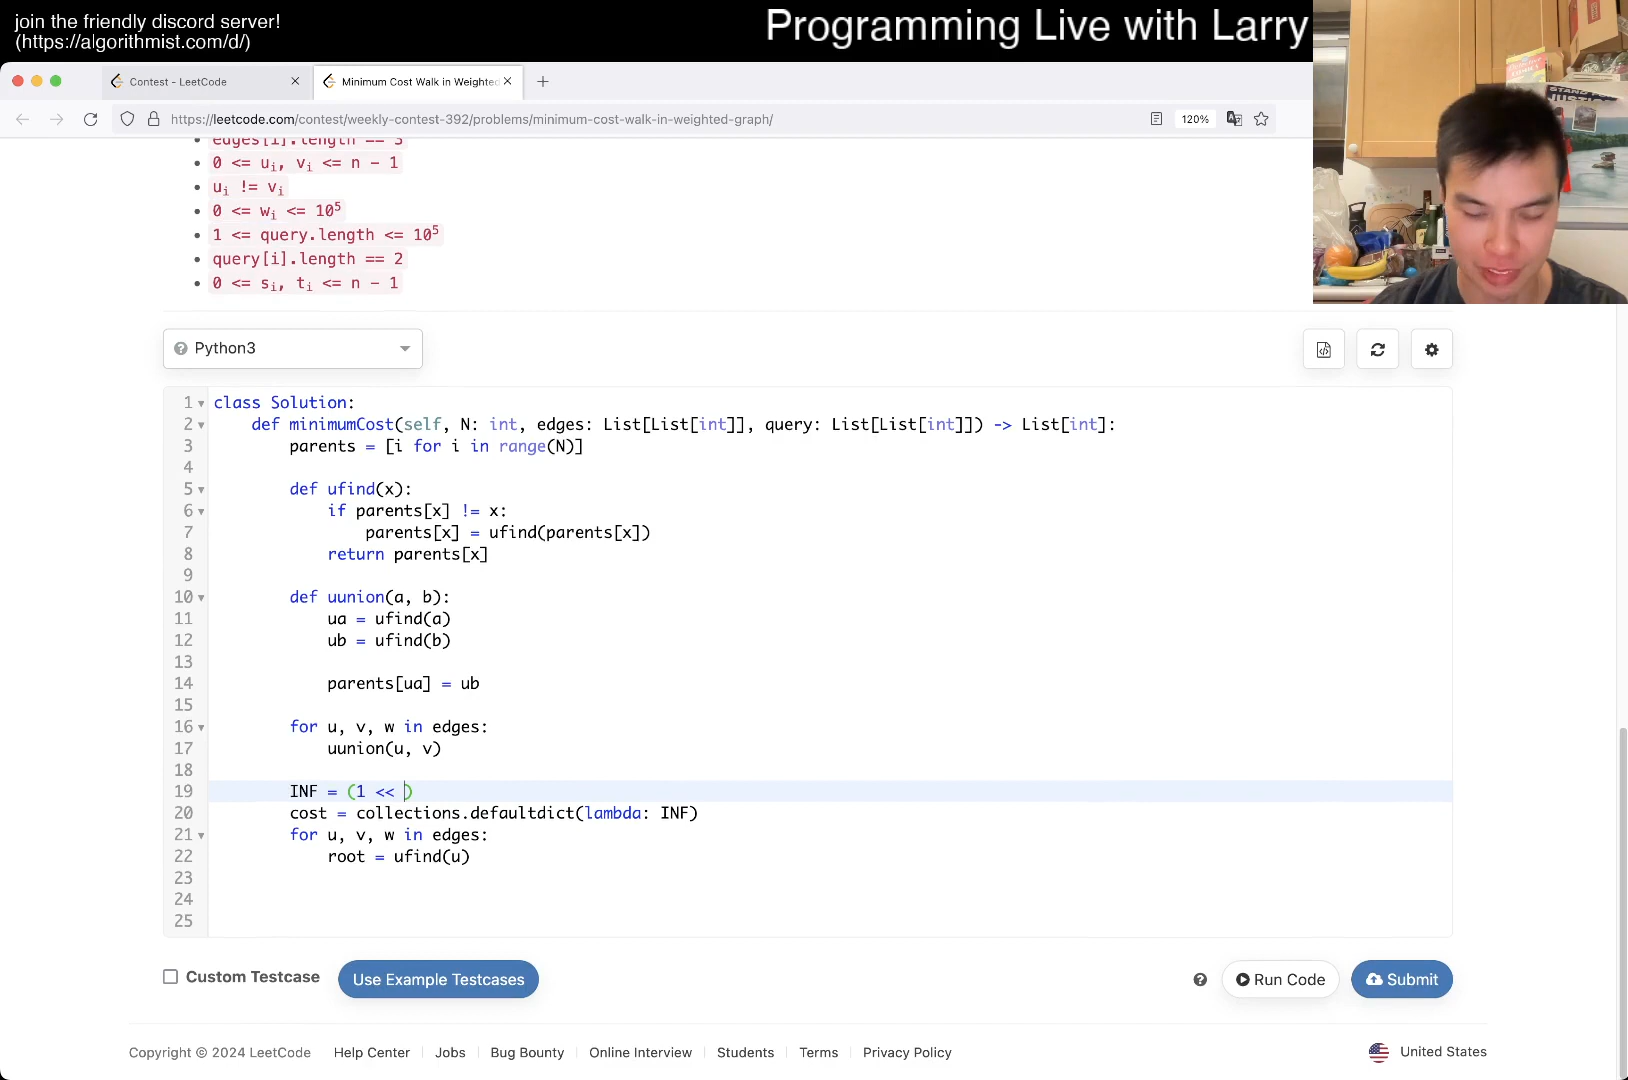 join the friendly discord server!
(https://algorithmist.com/d/)
Programming Live with Larry
Contest - LeetCode
Minimum Cost Walk in Weighted
https://leetcode.com/contest/weekly-contest-392/problems/minimum-cost-walk-in-weighted-graph/
120%
edges[i].length == 3
0 <= ui, vi <= n - 1
ui != vi
0 <= wi <= 10^5
1 <= query.length <= 10^5
query[i].length == 2
0 <= si, ti <= n - 1
Python3
1 class Solution:
2 def minimumCost(self, N: int, edges: List[List[int]], query: List[List[int]]) -> List[int]:
3 parents = [i for i in range(N)]
4
5 def ufind(x):
6 if parents[x] != x:
7 parents[x] = ufind(parents[x])
8 return parents[x]
9
10 def uunion(a, b):
11 ua = ufind(a)
12 ub = ufind(b)
13
14 parents[ua] = ub
15
16 for u, v, w in edges:
17 uunion(u, v)
18
19 INF = (1 << )
20 cost = collections.defaultdict(lambda: INF)
21 for u, v, w in edges:
22 root = ufind(u)
23
24
25
Custom Testcase
Use Example Testcases
Run Code
Submit
Copyright © 2024 LeetCode
Help Center
Jobs
Bug Bounty
Online Interview
Students
Terms
Privacy Policy
United States